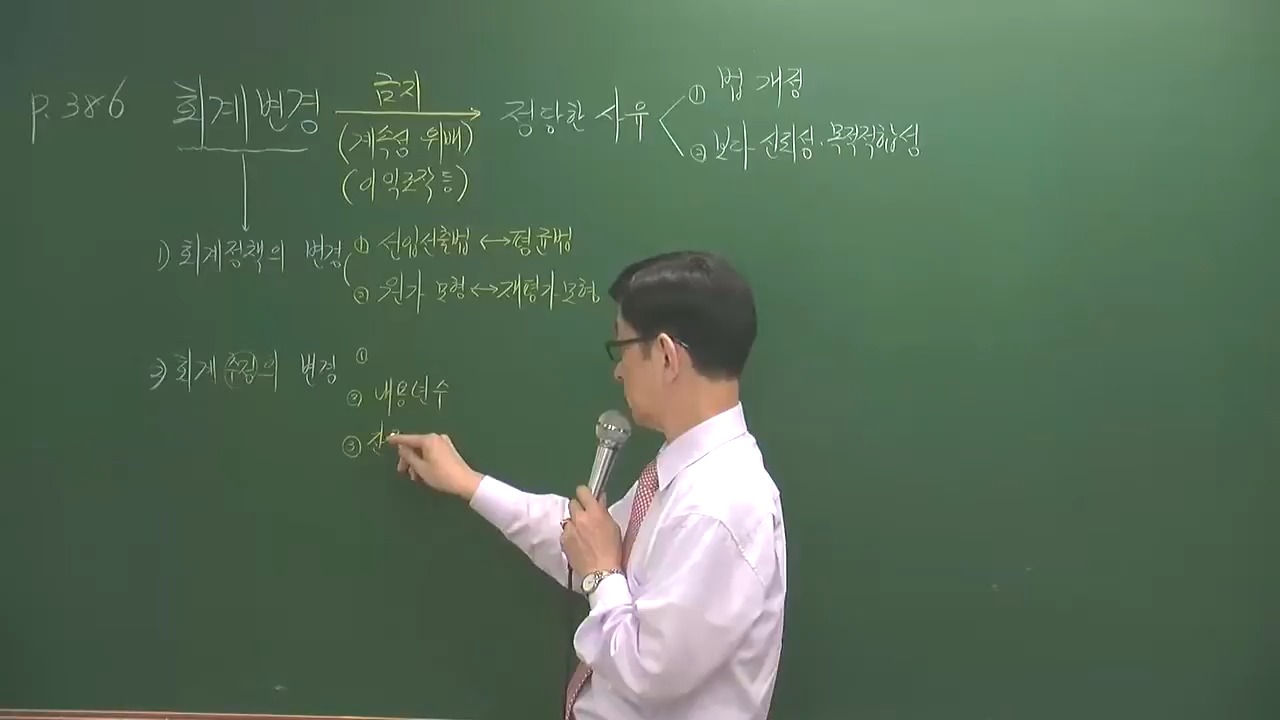 p.386 회계변경 금지 정당한 사유 ① 법 개정
(계속성 위배) ② 보다 신뢰성·목적적합성
(이익조작 등)
1) 회계정책의 변경 ① 선입선출법 ↔ 평균법
② 원가 모형 ↔ 재평가 모형
2) 회계 추정의 변경 ①
② 내용년수
③ 잔